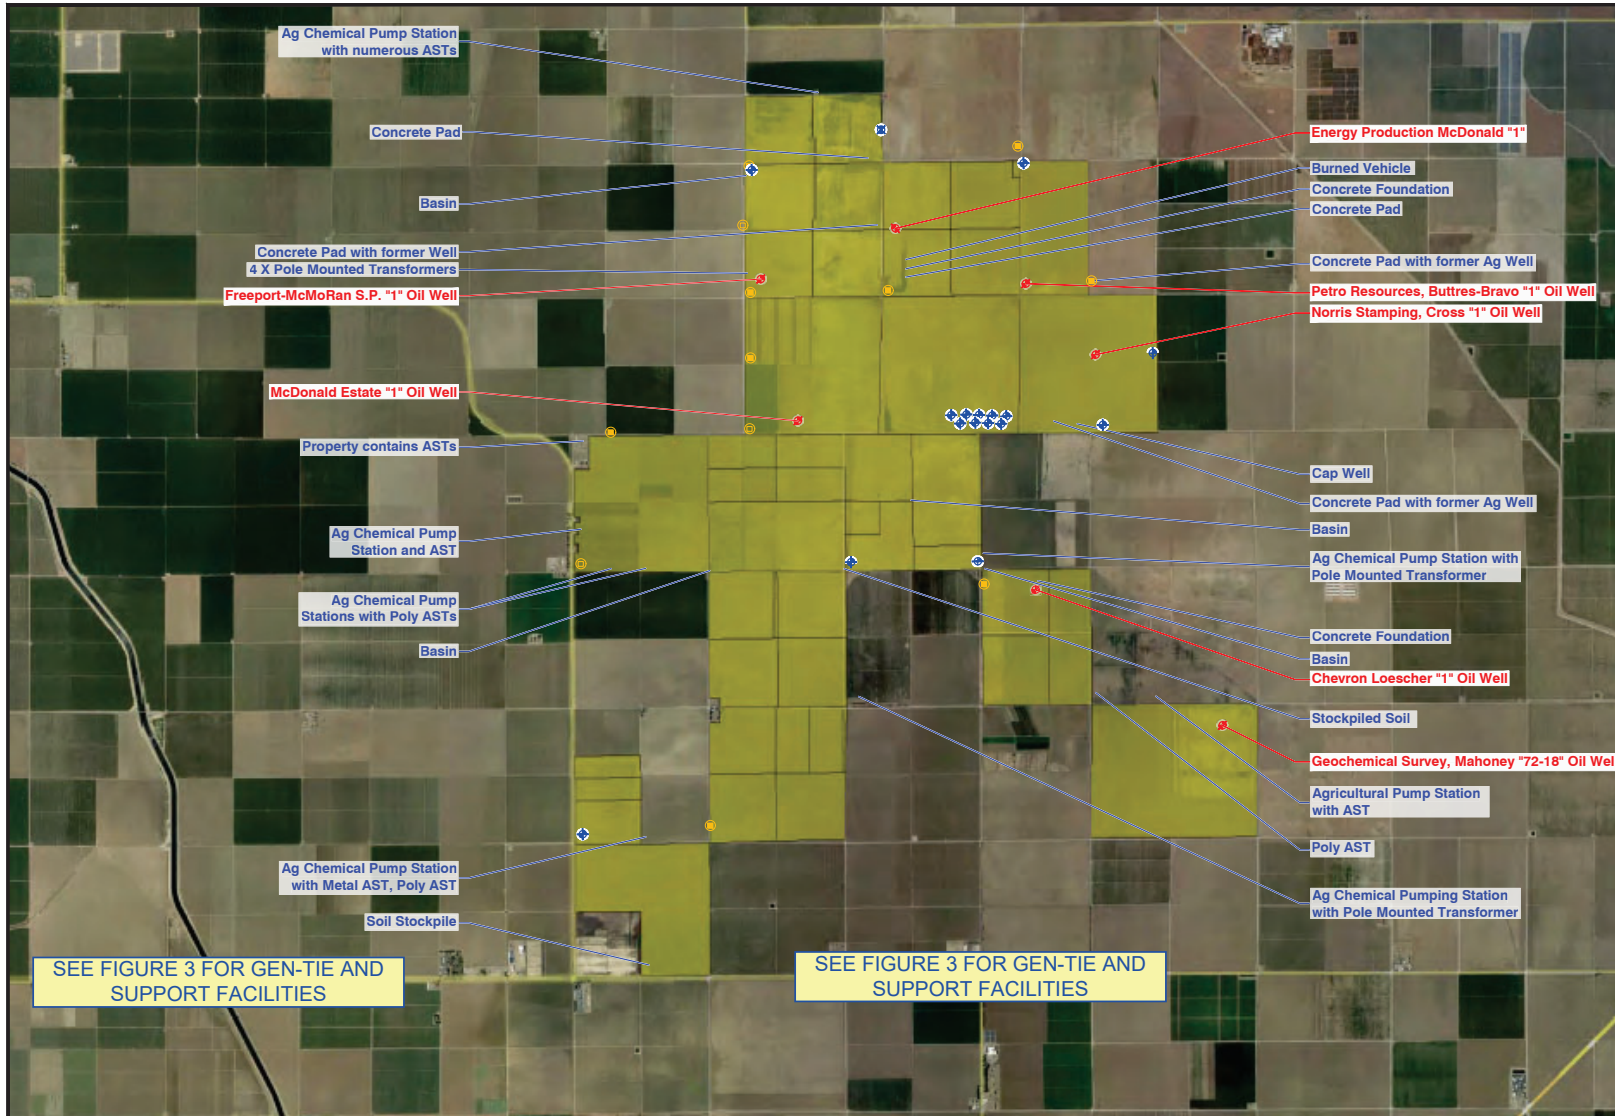 Ag Chemical Pump Station
with numerous ASTs
Concrete Pad
Basin
Concrete Pad with former Well
4 X Pole Mounted Transformers
Freeport-McMoRan S.P. "1" Oil Well
McDonald Estate "1" Oil Well
Property contains ASTs
Ag Chemical Pump
Station and AST
Ag Chemical Pump
Stations with Poly ASTs
Basin
Ag Chemical Pump Station
with Metal AST, Poly AST
Soil Stockpile
SEE FIGURE 3 FOR GEN-TIE AND
SUPPORT FACILITIES
Energy Production McDonald "1"
Burned Vehicle
Concrete Foundation
Concrete Pad
Concrete Pad with former Ag Well
Petro Resources, Buttres-Bravo "1" Oil Well
Norris Stamping, Cross "1" Oil Well
Cap Well
Concrete Pad with former Ag Well
Basin
Ag Chemical Pump Station with
Pole Mounted Transformer
Concrete Foundation
Basin
Chevron Loescher "1" Oil Well
Stockpiled Soil
Geochemical Survey, Mahoney "72-18" Oil Wel
Agricultural Pump Station
with AST
Poly AST
Ag Chemical Pumping Station
with Pole Mounted Transformer
SEE FIGURE 3 FOR GEN-TIE AND
SUPPORT FACILITIES